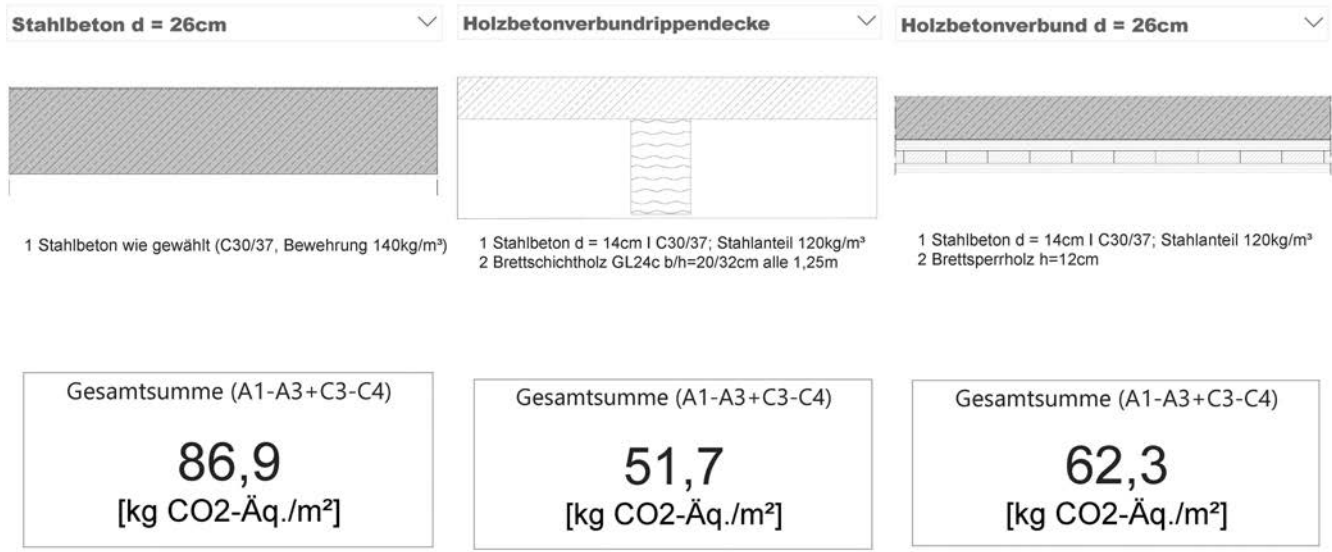 Stahlbeton d = 26cm
1 Stahlbeton wie gewählt (C30/37, Bewehrung 140kg/m³)
Gesamtsumme (A1-A3+C3-C4)
86,9
[kg CO2-Äq./m²]
Holzbetonverbundrippendecke
1 Stahlbeton d = 14cm I C30/37; Stahlanteil 120kg/m³
2 Brettschichtholz GL24c b/h=20/32cm alle 1,25m
Gesamtsumme (A1-A3+C3-C4)
51,7
[kg CO2-Äq./m²]
Holzbetonverbund d = 26cm
1 Stahlbeton d = 14cm I C30/37; Stahlanteil 120kg/m³
2 Brettsperrholz h=12cm
Gesamtsumme (A1-A3+C3-C4)
62,3
[kg CO2-Äq./m²]